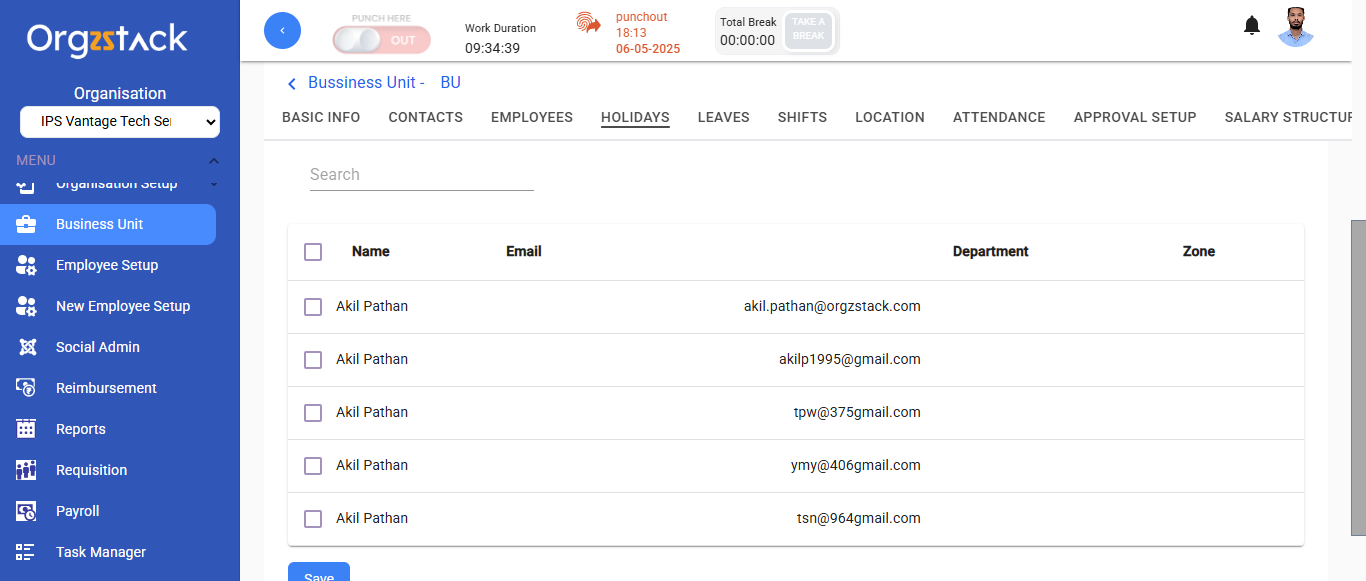 Orgzstack
Organisation
IPS Vantage Tech Ser
MENU
Organisation Setup
Business Unit
Employee Setup
New Employee Setup
Social Admin
Reimbursement
Reports
Requisition
Payroll
Task Manager
PUNCH HERE
OUT
Work Duration
09:34:39
punchout
18:13
06-05-2025
Total Break
00:00:00
TAKE A
BREAK
Bussiness Unit - BU
BASIC INFO CONTACTS EMPLOYEES HOLIDAYS LEAVES SHIFTS LOCATION ATTENDANCE APPROVAL SETUP SALARY STRUCTUR
Search
Name Email Department Zone
Akil Pathan akil.pathan@orgzstack.com
Akil Pathan akilp1995@gmail.com
Akil Pathan tpw@375gmail.com
Akil Pathan ymy@406gmail.com
Akil Pathan tsn@964gmail.com
Save